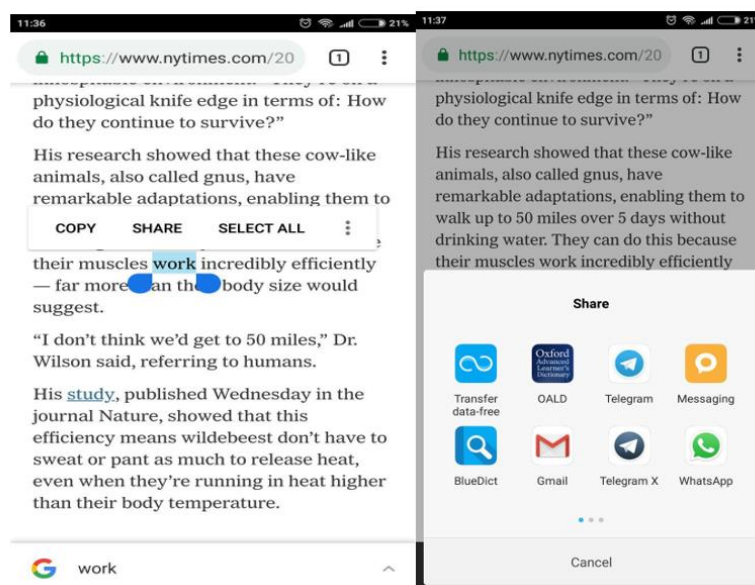 11:36
21%
https://www.nytimes.com/20
1
physiological knife edge in terms of: How
do they continue to survive?”
His research showed that these cow-like
animals, also called gnus, have
remarkable adaptations, enabling them to
COPY SHARE SELECT ALL
their muscles work incredibly efficiently
— far more body size would
suggest.
“I don’t think we’d get to 50 miles,” Dr.
Wilson said, referring to humans.
His study, published Wednesday in the
journal Nature, showed that this
efficiency means wildebeest don’t have to
sweat or pant as much to release heat,
even when they’re running in heat higher
than their body temperature.
G work
11:37
21
https://www.nytimes.com/20
1
physiological knife edge in terms of: How
do they continue to survive?”
His research showed that these cow-like
animals, also called gnus, have
remarkable adaptations, enabling them to
walk up to 50 miles over 5 days without
drinking water. They can do this because
their muscles work incredibly efficiently
Share
Oxford
Advanced
Learner's
Dictionary
Transfer
data-free
OALD
Telegram
Messaging
BlueDict
Gmail
Telegram X
WhatsApp
Cancel